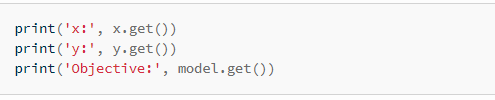 print('x:', x.get())
print('y:', y.get())
print('Objective:', model.get())